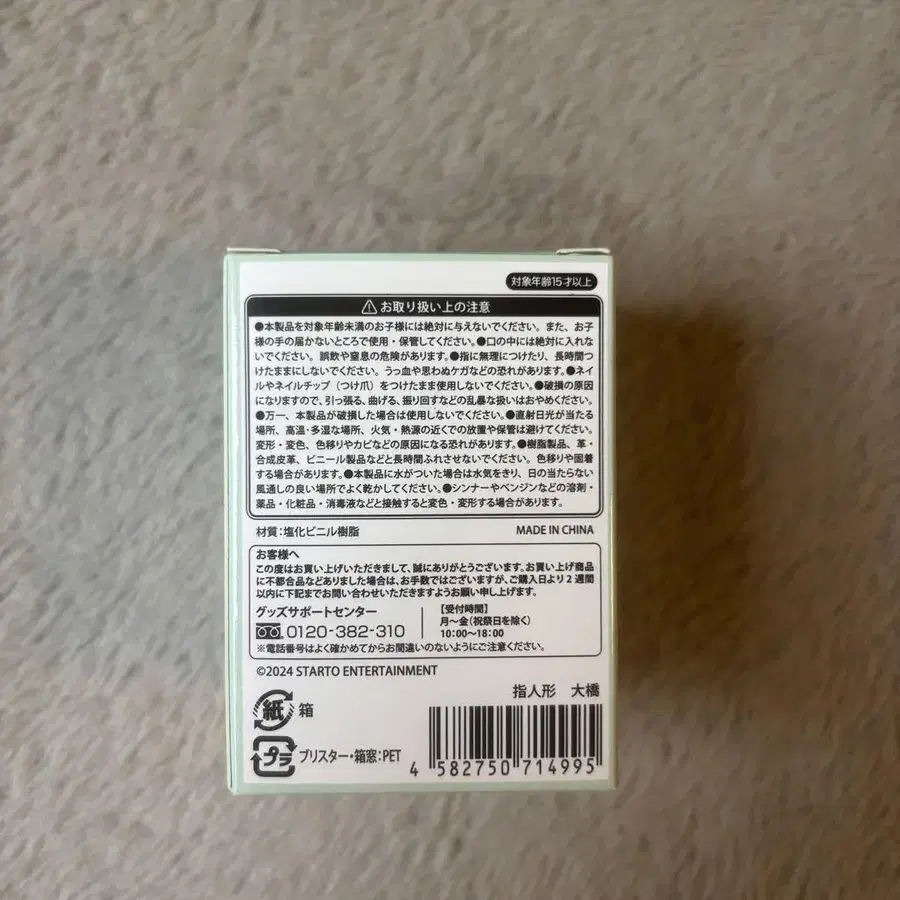 対象年齢15才以上
お取り扱い上の注意
●本製品を対象年齢未満のお子様には絶対に与えないでください。また、お子
様の手の届かないところで使用・保管してください。●口の中には絶対に入れな
いでください。誤飲や窒息の危険があります。●指に無理につけたり、長時間つ
けたままにしないでください。うっ血や思わぬケガなどの恐れがあります。●ネイ
ルやネイルチップ（つけ爪）をつけたまま使用しないでください。●破損の原因
になりますので、引っ張る、曲げる、振り回すなどの乱暴な扱いはおやめください。
●万一、本製品が破損した場合は使用しないでください。●直射日光が当たる
場所、高温・多湿な場所、火気・熱源の近くでの放置や保管は避けてください。
変形・変色、色移りやカビなどの原因になる恐れがあります。●樹脂製品、革・
合成皮革、ビニール製品などと長時間ふれさせないでください。色移りや固着
する場合があります。●本製品に水がついた場合は水気をきり、日の当たらない
風通しの良い場所でよく乾かしてください。●シンナーやベンジンなどの溶剤・
薬品・化粧品・消毒液などと接触すると変色・変形する場合があります。
材質：塩化ビニル樹脂 MADE IN CHINA
お客様へ
この度はお買い上げいただきまして、誠にありがとうございます。お買い上げ商品
に不都合品などありました場合は、お手数ではございますが、ご購入日より2週間
以内に下記までお問い合わせいただきますようお願い申し上げます。
グッズサポートセンター
0120-382-310
【受付時間】
月～金（祝祭日を除く）
10:00～18:00
※電話番号はよく確かめてからお間違いのないようにご注意ください。
©2024 STARTO ENTERTAINMENT
指人形 大橋
紙 箱
プラ ブリスター・箱窓：PET
4 582750 714995